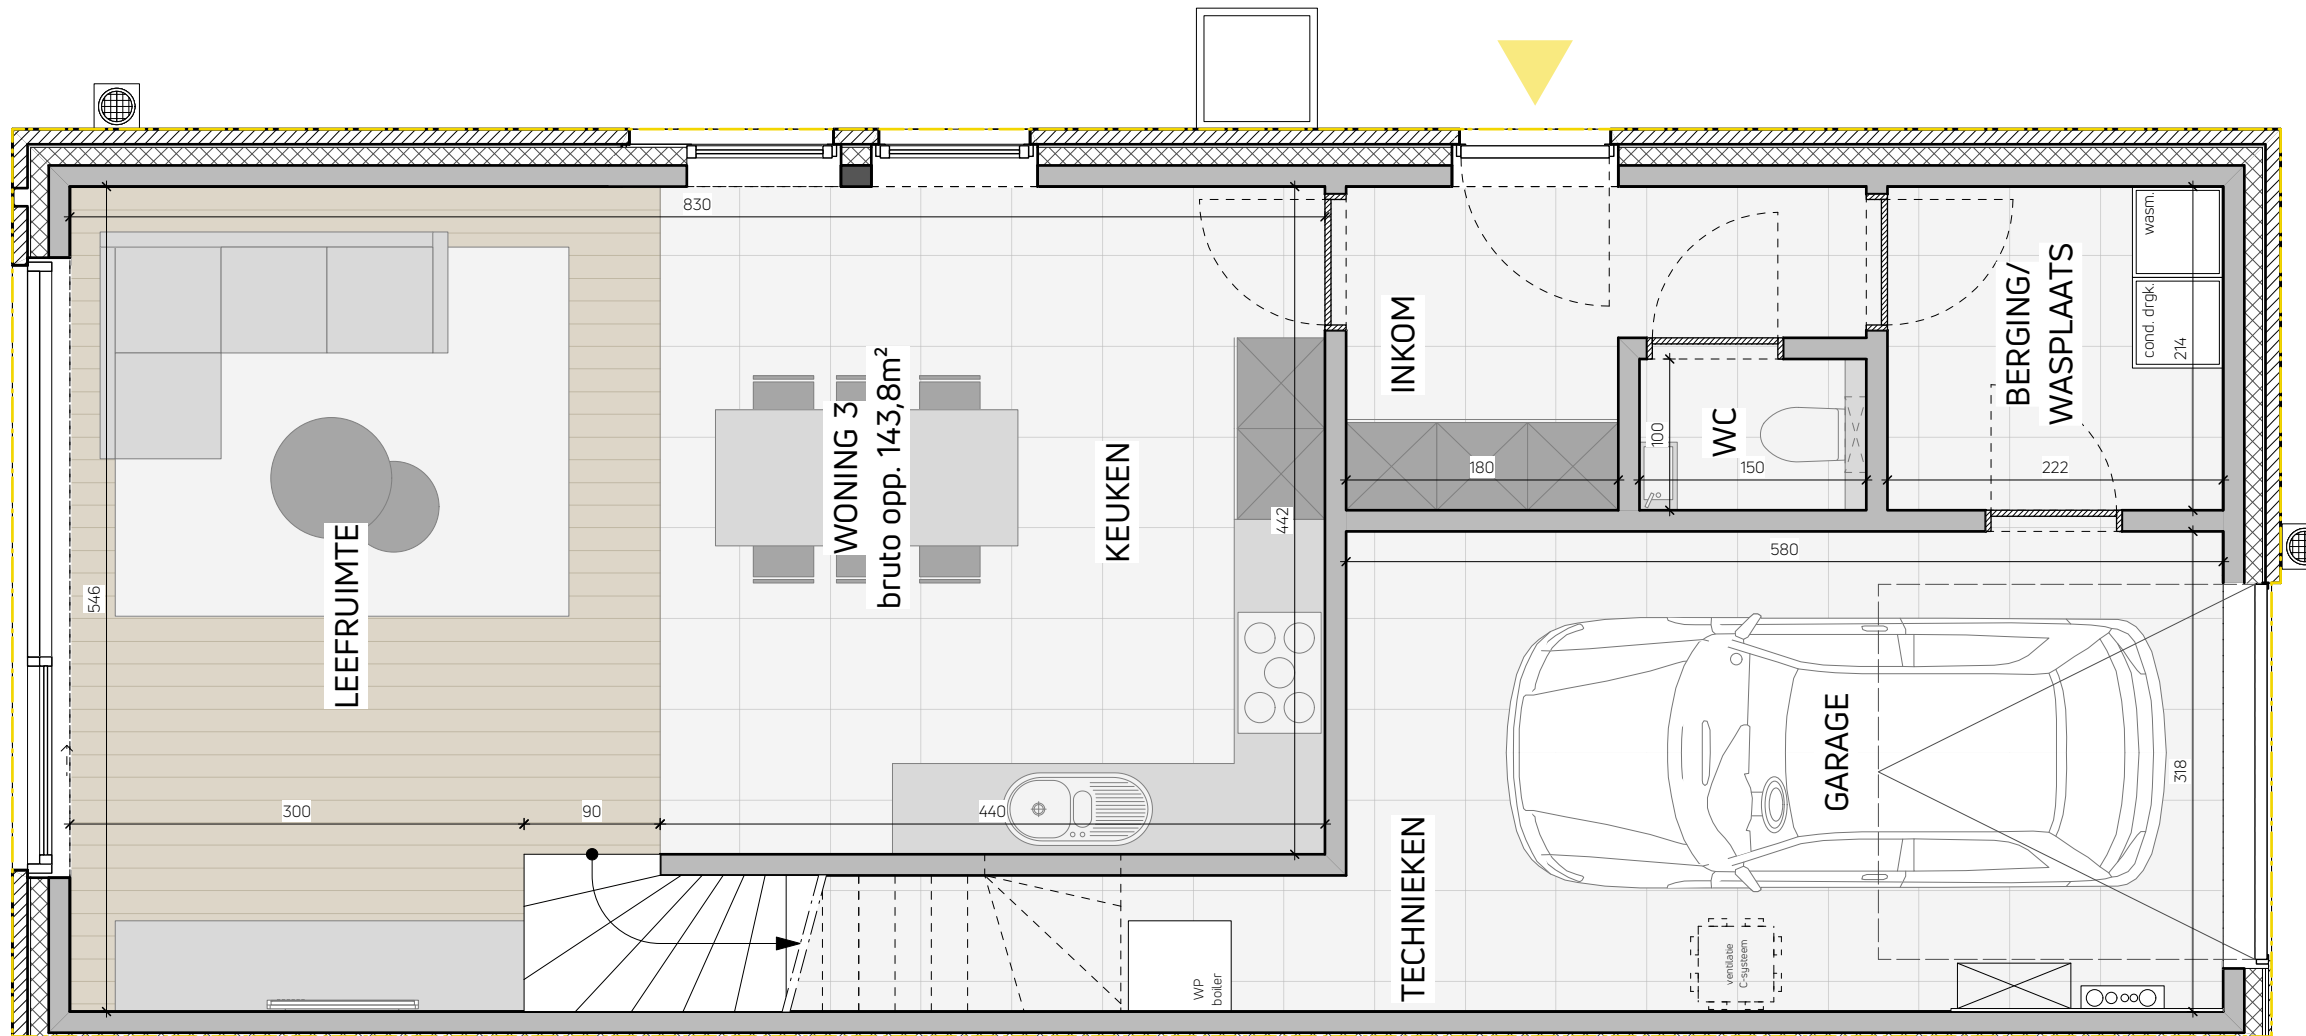 830
wasm.
cond. drgk.
214
BERGING/
WASPLAATS
INKOM
WC
100
180
150
222
WONING 3
bruto opp. 143,8m²
KEUKEN
442
LEEFRUIMTE
546
580
GARAGE
318
300
90
440
TECHNIEKEN
WP
boiler
ventilatie
C-systeem